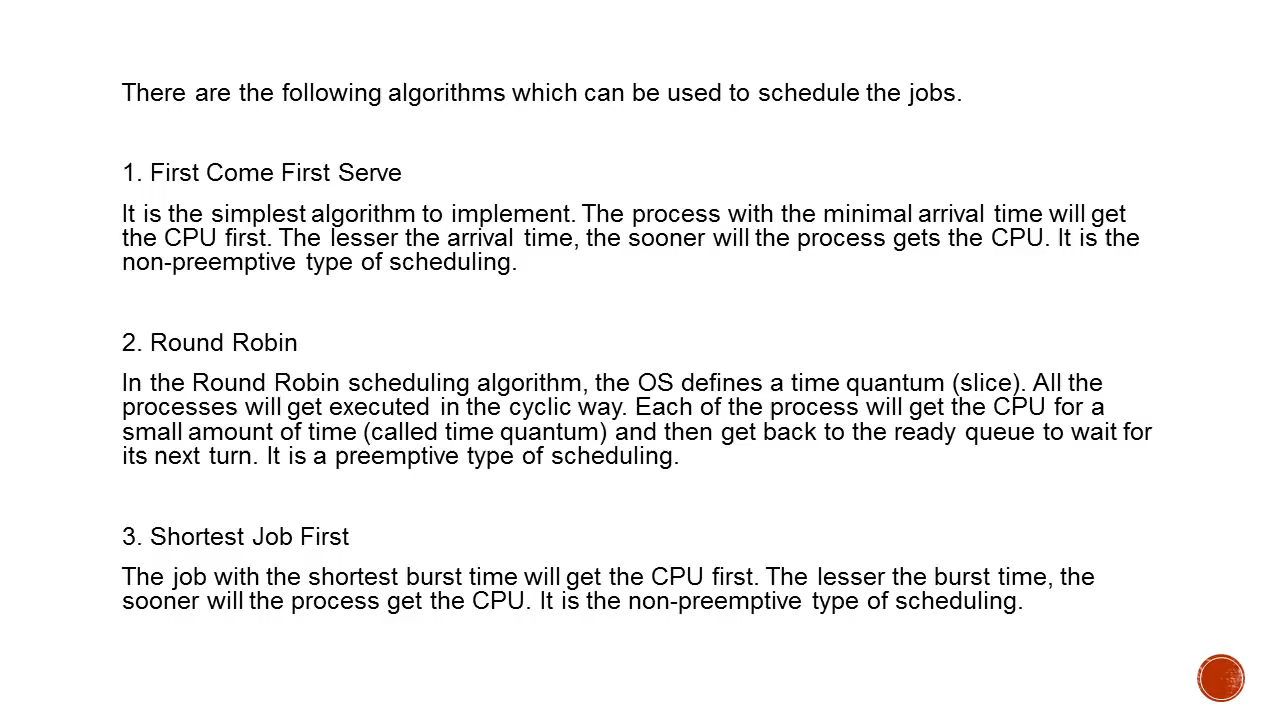 There are the following algorithms which can be used to schedule the jobs.
1. First Come First Serve
It is the simplest algorithm to implement. The process with the minimal arrival time will get
the CPU first. The lesser the arrival time, the sooner will the process gets the CPU. It is the
non-preemptive type of scheduling.
2. Round Robin
In the Round Robin scheduling algorithm, the OS defines a time quantum (slice). All the
processes will get executed in the cyclic way. Each of the process will get the CPU for a
small amount of time (called time quantum) and then get back to the ready queue to wait for
its next turn. It is a preemptive type of scheduling.
3. Shortest Job First
The job with the shortest burst time will get the CPU first. The lesser the burst time, the
sooner will the process get the CPU. It is the non-preemptive type of scheduling.